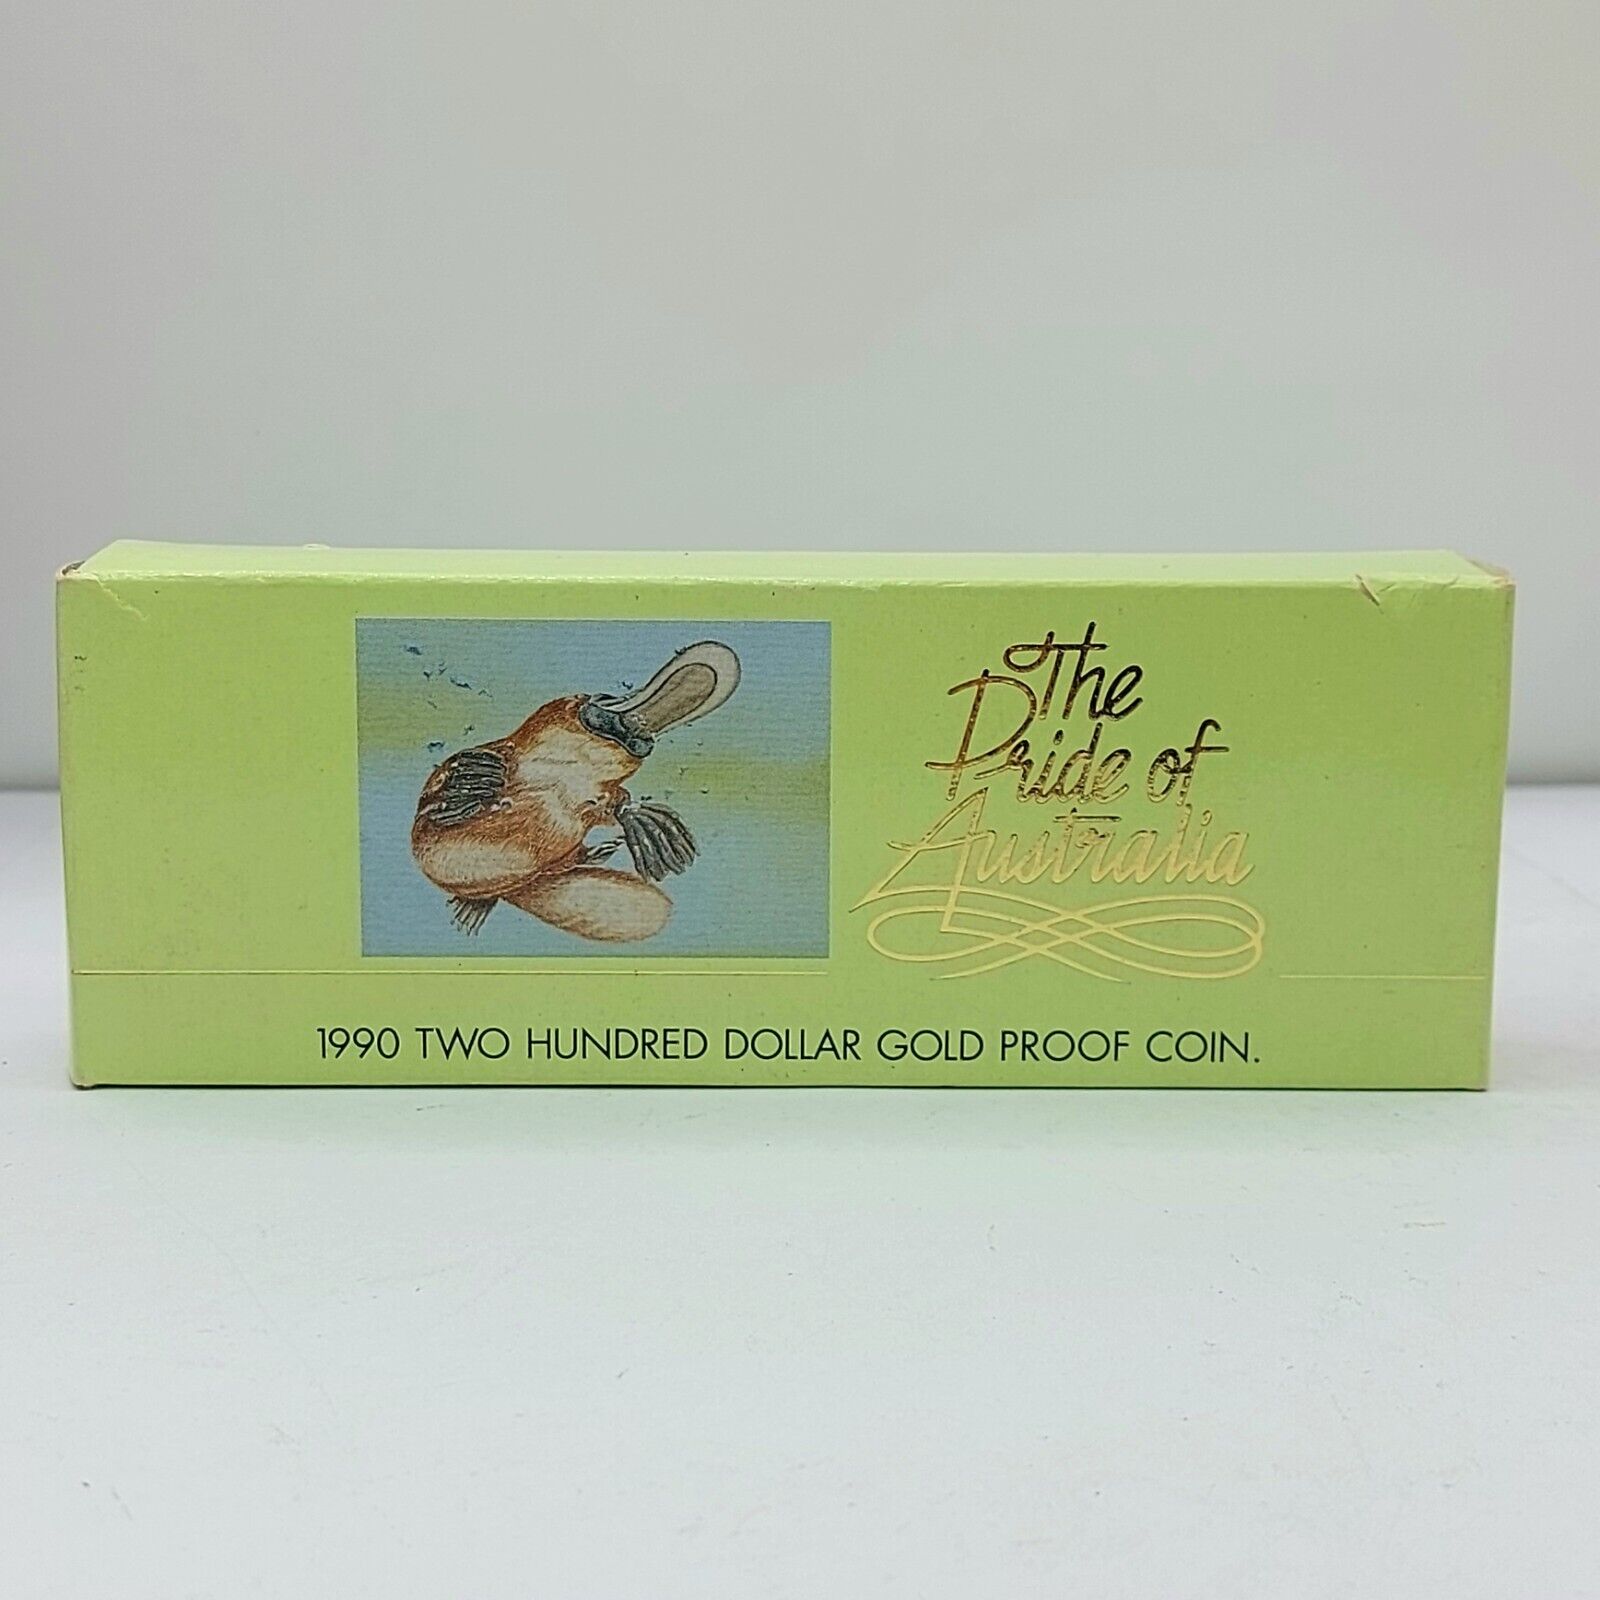 The
Pride of
Australia
1990 TWO HUNDRED DOLLAR GOLD PROOF COIN.